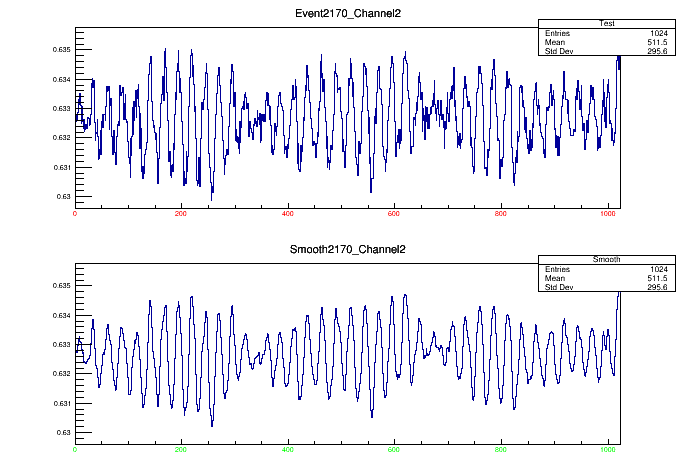 Event2170_Channel2
Test
Entries 1024
Mean 511.5
Std Dev 295.6
0.635
0.634
0.633
0.632
0.631
0.63
0 200 400 600 800 1000
Smooth2170_Channel2
Smooth
Entries 1024
Mean 511.5
Std Dev 295.6
0.635
0.634
0.633
0.632
0.631
0.63
0 200 400 600 800 1000